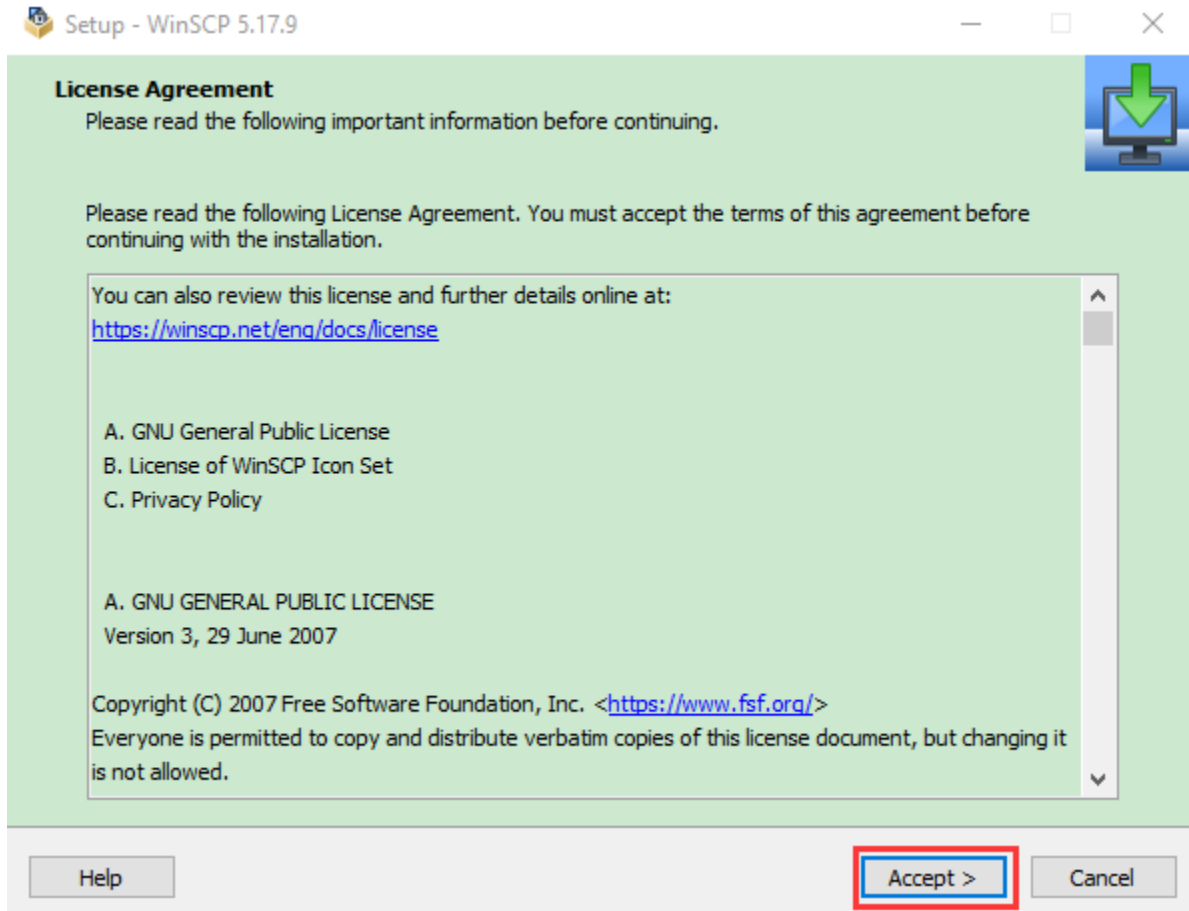 Setup - WinSCP 5.17.9
License Agreement
Please read the following important information before continuing.
Please read the following License Agreement. You must accept the terms of this agreement before
continuing with the installation.
You can also review this license and further details online at:
https://winscp.net/eng/docs/license
A. GNU General Public License
B. License of WinSCP Icon Set
C. Privacy Policy
A. GNU GENERAL PUBLIC LICENSE
Version 3, 29 June 2007
Copyright (C) 2007 Free Software Foundation, Inc. <https://www.fsf.org/>
Everyone is permitted to copy and distribute verbatim copies of this license document, but changing it
is not allowed.
Help
Accept >
Cancel